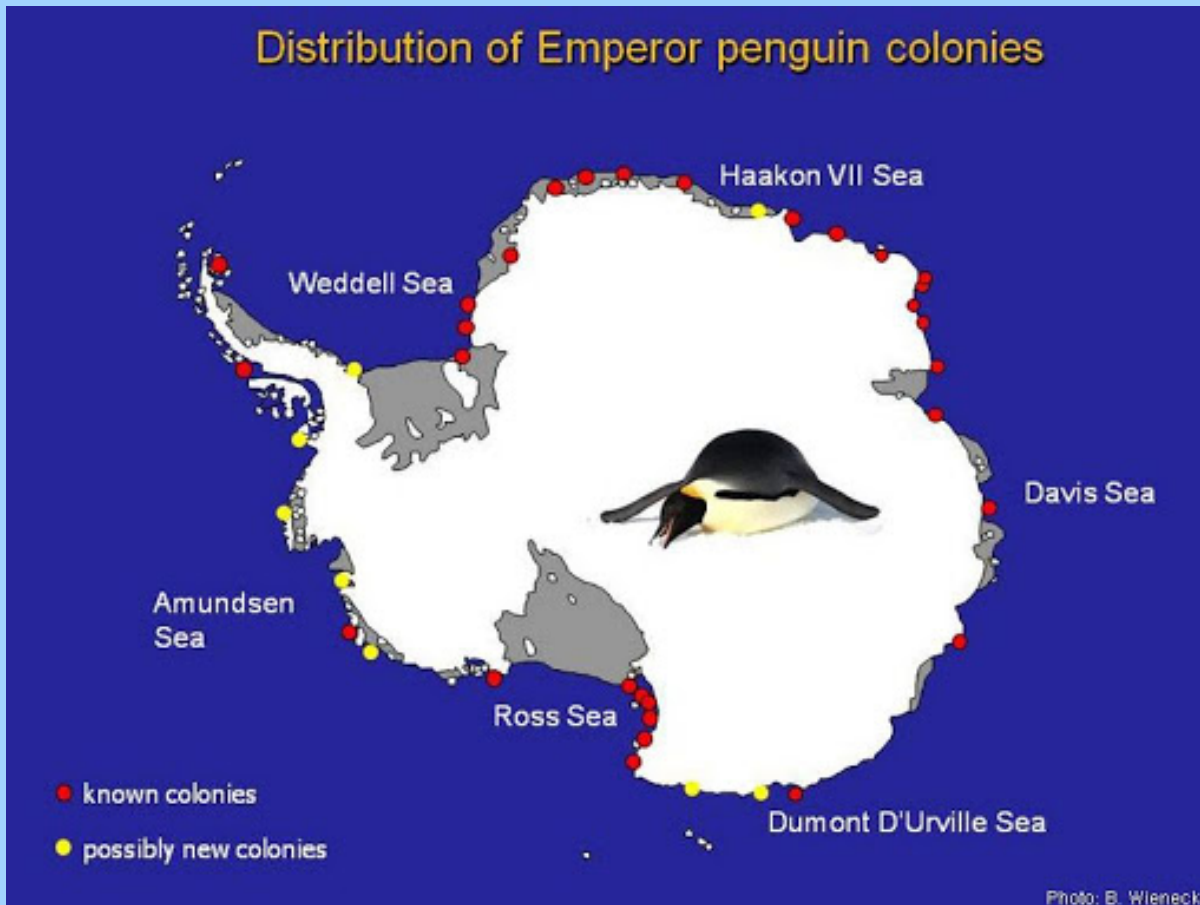 Distribution of Emperor penguin colonies
Haakon VII Sea
Weddell Sea
Davis Sea
Amundsen
Sea
Ross Sea
known colonies
Dumont D'Urville Sea
possibly new colonies
Photo: B. Wieneck